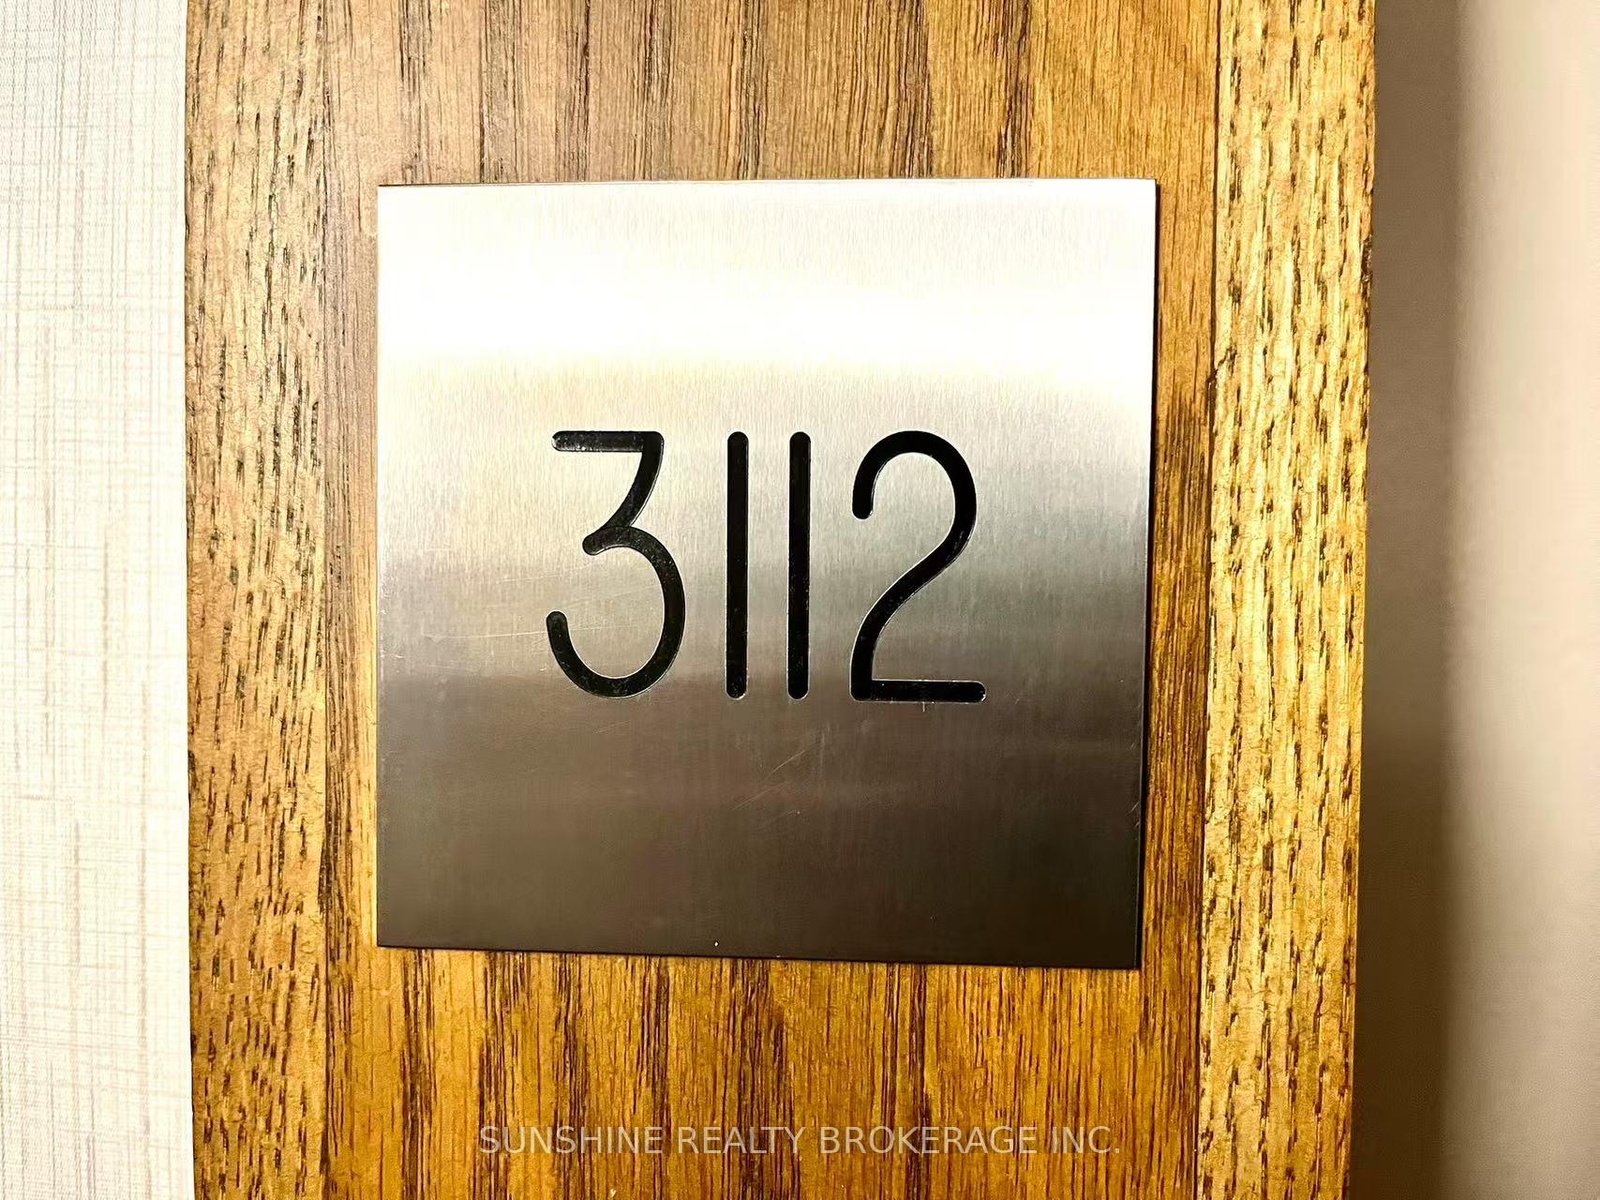 3112
SUNSHINE REALTY BROKERAGE INC.